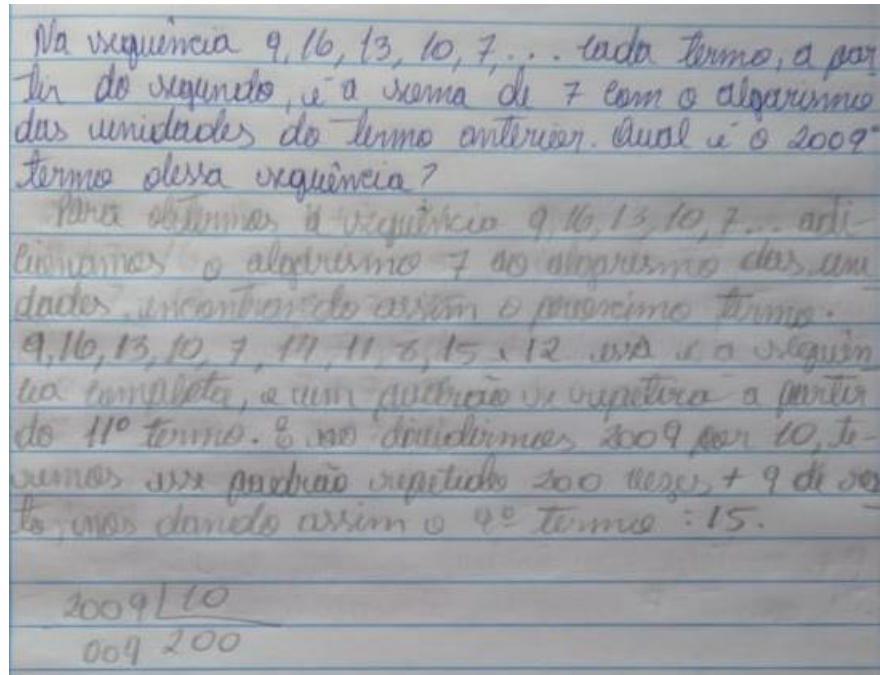 Na sequência 9, 16, 13, 10, 7, ... cada termo, a par
tir do segundo, é a soma de 7 com o algarismo
das unidades do termo anterior. Qual é o 2009º
termo dessa sequência?
Para obtermos a sequência 9, 16, 13, 10, 7... adi-
cionamos o algarismo 7 ao algarismo das uni
dades, encontrando assim o próximo termo.
9, 16, 13, 10, 7, 14, 11, 8, 15, 12 essa é a sequên
cia completa, e um padrão se repetira a partir
do 11º termo. E ao dividirmos 2009 por 10, te-
remos esse padrão repetido 200 vezes + 9 de res
to, nos dando assim o 9º termo : 15.
2009 | 10
009 200